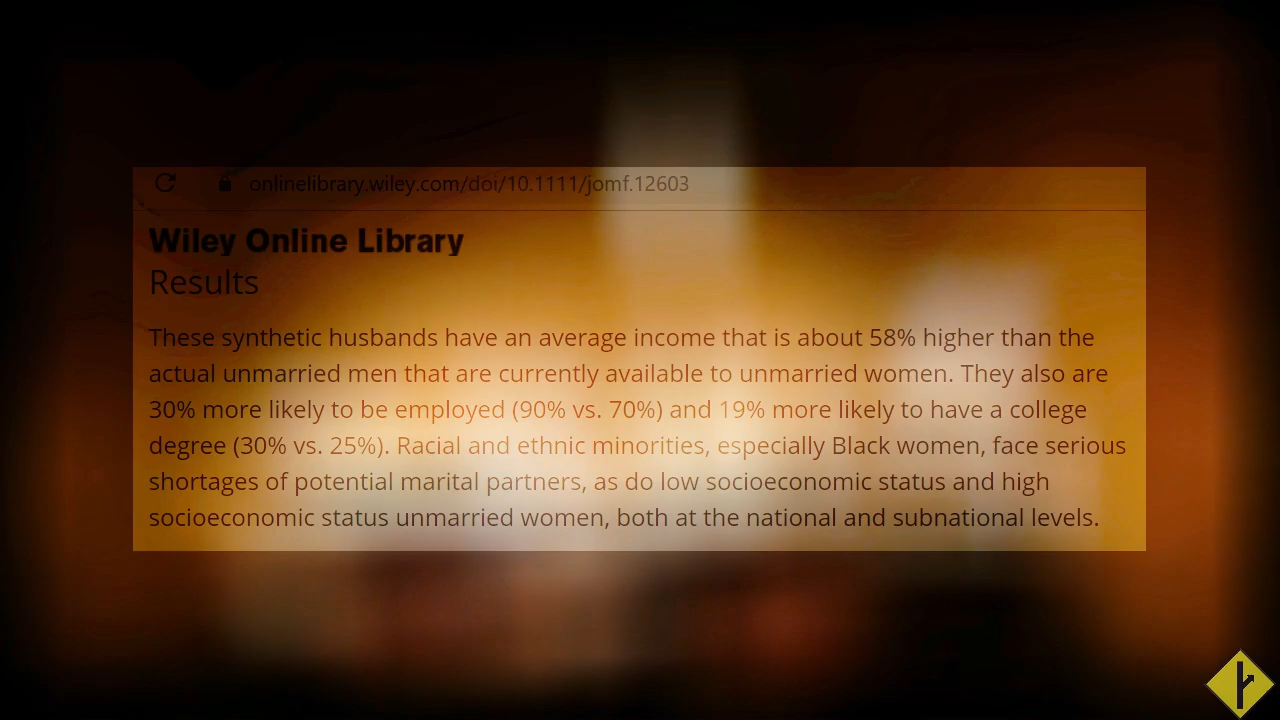 onlinelibrary.wiley.com/doi/10.1111/jomf.12603
Wiley Online Library
Results
These synthetic husbands have an average income that is about 58% higher than the
actual unmarried men that are currently available to unmarried women. They also are
30% more likely to be employed (90% vs. 70%) and 19% more likely to have a college
degree (30% vs. 25%). Racial and ethnic minorities, especially Black women, face serious
shortages of potential marital partners, as do low socioeconomic status and high
socioeconomic status unmarried women, both at the national and subnational levels.